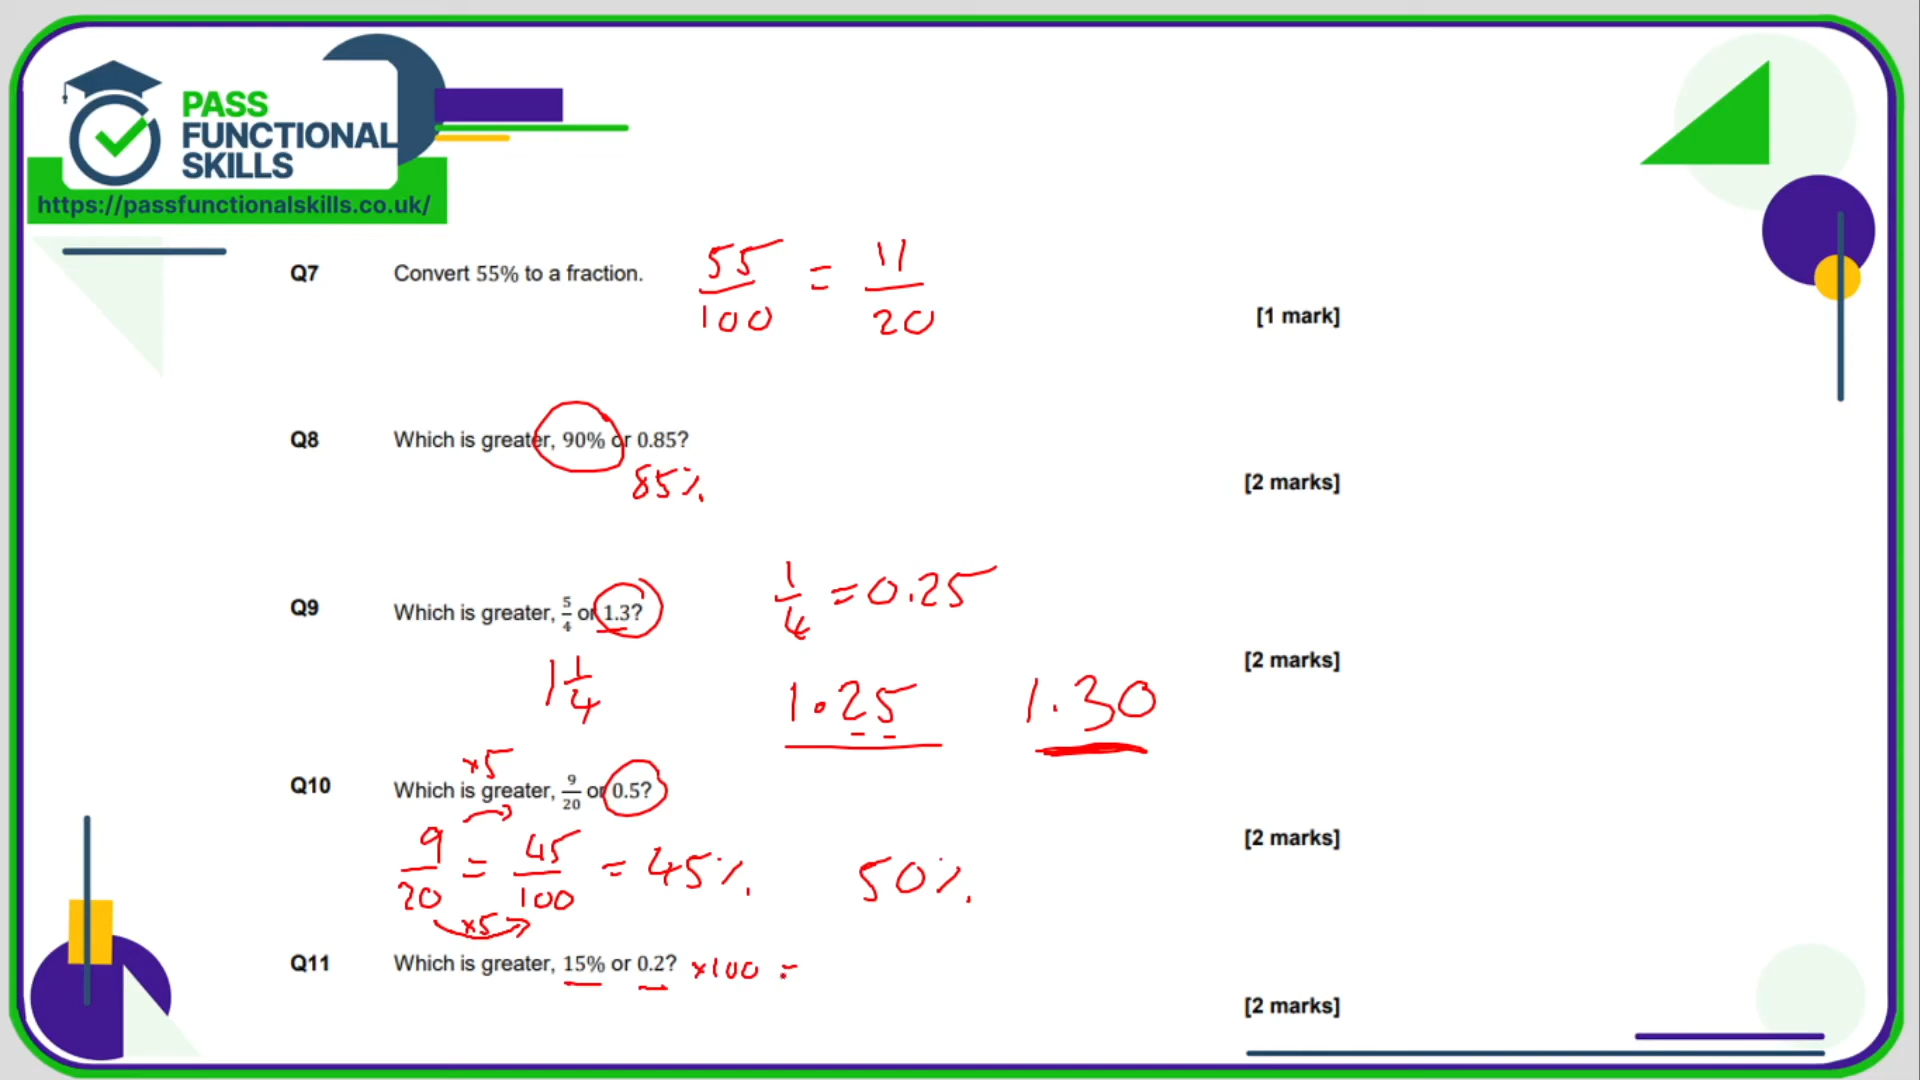 PASS
FUNCTIONAL
SKILLS
https://passfunctionalskills.co.uk/
Q7 Convert 55% to a fraction. 55/100 = 11/20
[1 mark]
Q8 Which is greater, 90% or 0.85?
85%
[2 marks]
1/4 = 0.25
Q9 Which is greater, 5/4 or 1.3?
[2 marks]
1 1/4 1.25 1.30
×5
Q10 Which is greater, 9/20 or 0.5?
[2 marks]
9/20 = 45/100 = 45% 50%
×5
Q11 Which is greater, 15% or 0.2? ×100 =
[2 marks]